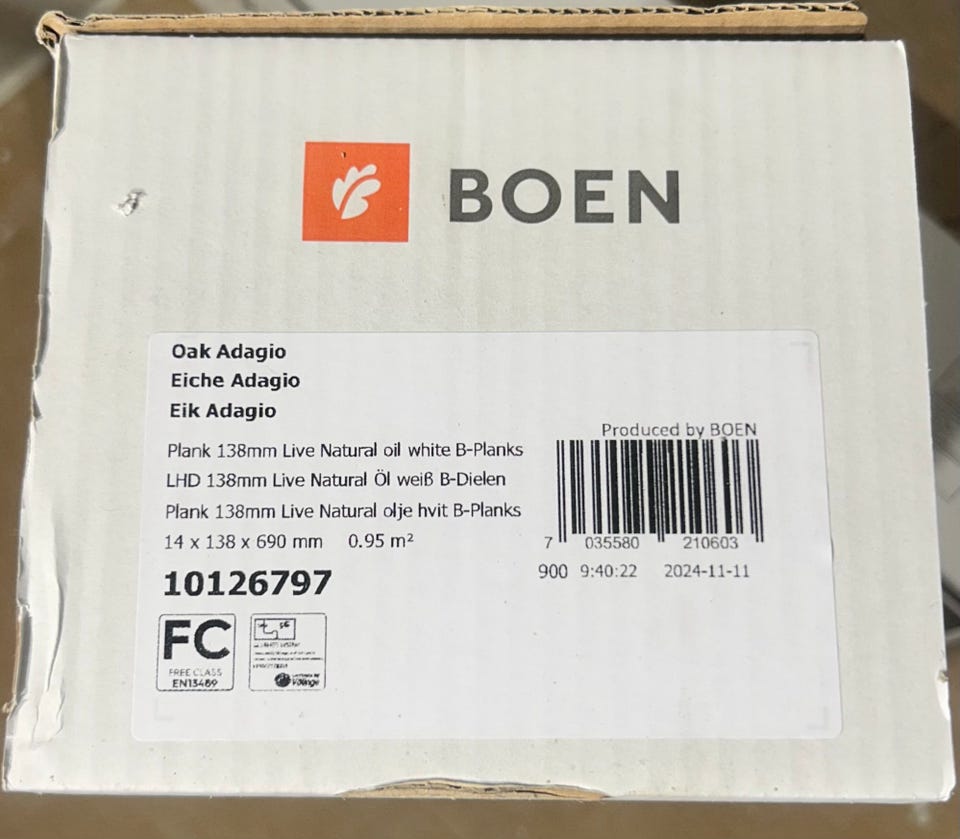 BOEN
Oak Adagio
Eiche Adagio
Eik Adagio
Plank 138mm Live Natural oil white B-Planks
LHD 138mm Live Natural Öl weiß B-Dielen
Plank 138mm Live Natural olje hvit B-Planks
14 x 138 x 690 mm 0.95 m²
10126797
Produced by BOEN
7 035580 210603
900 9:40:22 2024-11-11
FC
FREE CLASS
EN13489